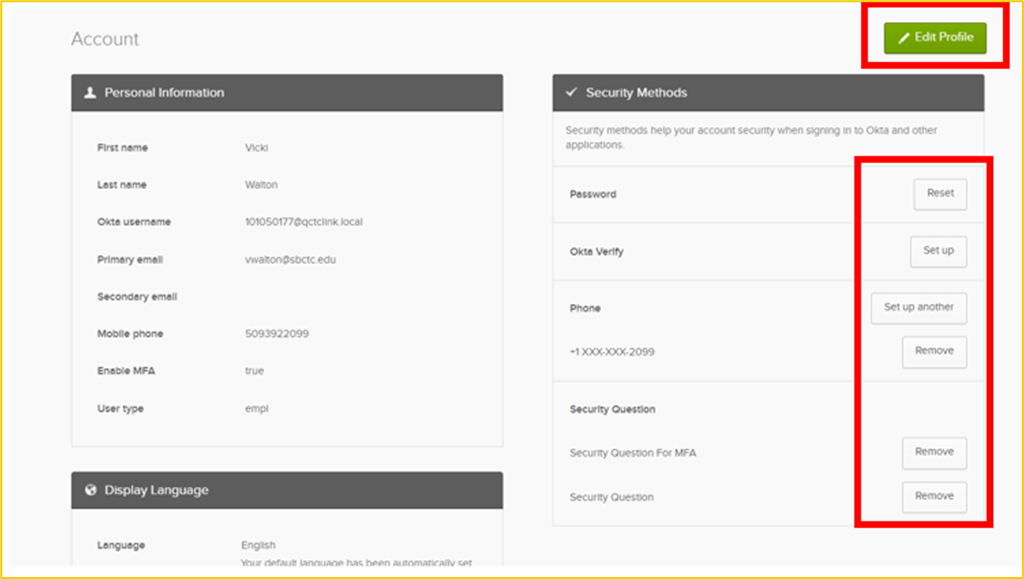 Account
Edit Profile
Personal Information
First name Vicki
Last name Walton
Okta username 101050177@qctclink.local
Primary email vwalton@sbctc.edu
Secondary email
Mobile phone 5093922099
Enable MFA true
User type empl
Display Language
Language English
Your default language has been automatically set
Security Methods
Security methods help your account security when signing in to Okta and other
applications.
Password Reset
Okta Verify Set up
Phone Set up another
+1 XXX-XXX-2099 Remove
Security Question
Security Question For MFA Remove
Security Question Remove